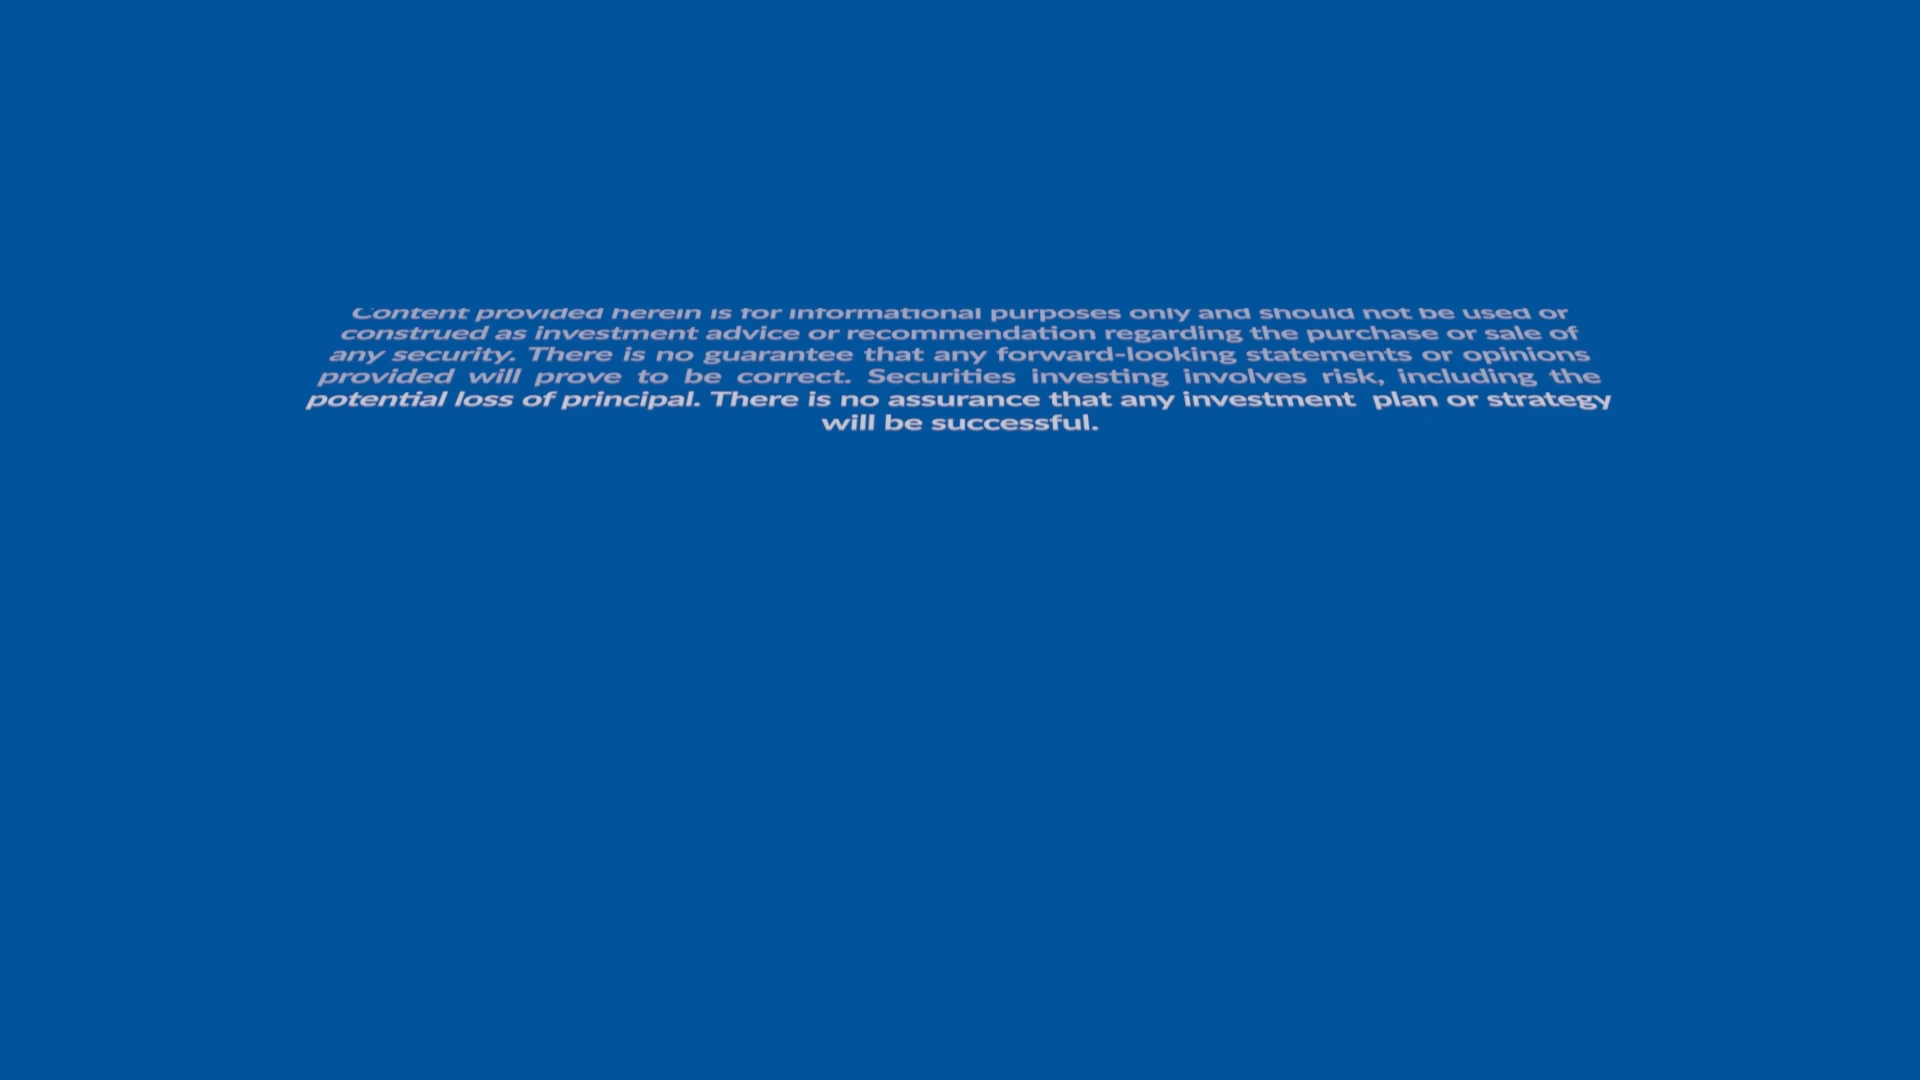 Content provided herein is for informational purposes only and should not be used or
construed as investment advice or recommendation regarding the purchase or sale of
any security. There is no guarantee that any forward-looking statements or opinions
provided will prove to be correct. Securities investing involves risk, including the
potential loss of principal. There is no assurance that any investment plan or strategy
will be successful.